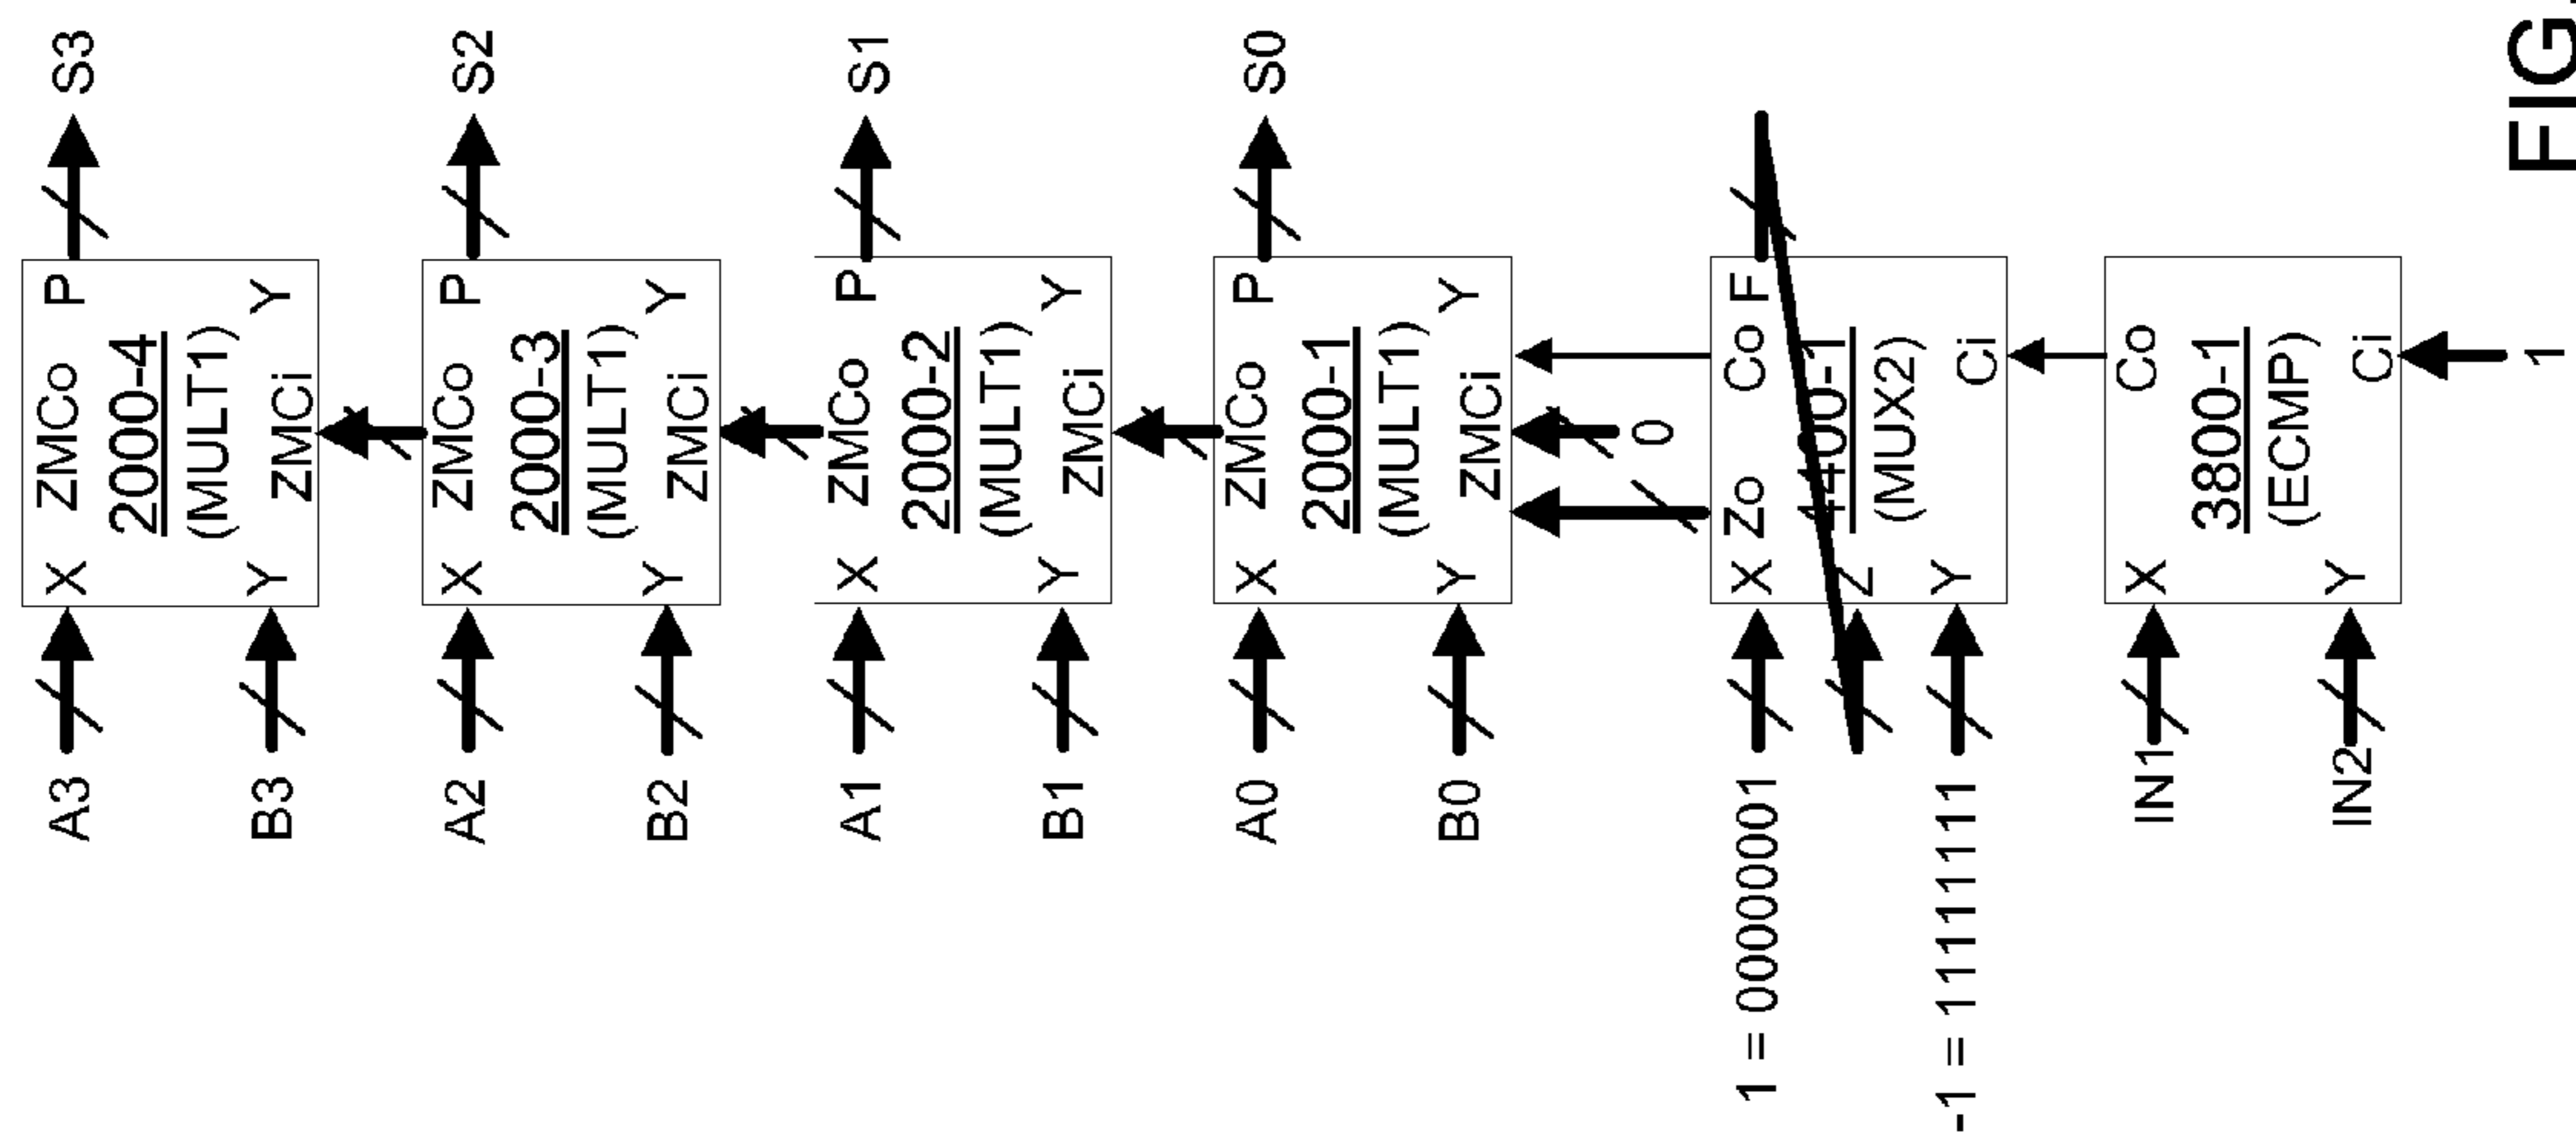 A3 X ZMCo P S3
2000-4
(MULT1)
B3 Y ZMCi Y
A2 X ZMCo P S2
2000-3
(MULT1)
B2 Y ZMCi Y
A1 X ZMCo P S1
2000-2
(MULT1)
B1 Y ZMCi Y
A0 X ZMCo P S0
2000-1
(MULT1)
B0 Y ZMCi Y
0
1 = 00000001 X Zo Co F
4400-1
Z (MUX2)
-1 = 11111111 Y Ci
IN1 X Co
3800-1
(ECMP)
IN2 Y Ci
1
FIG.